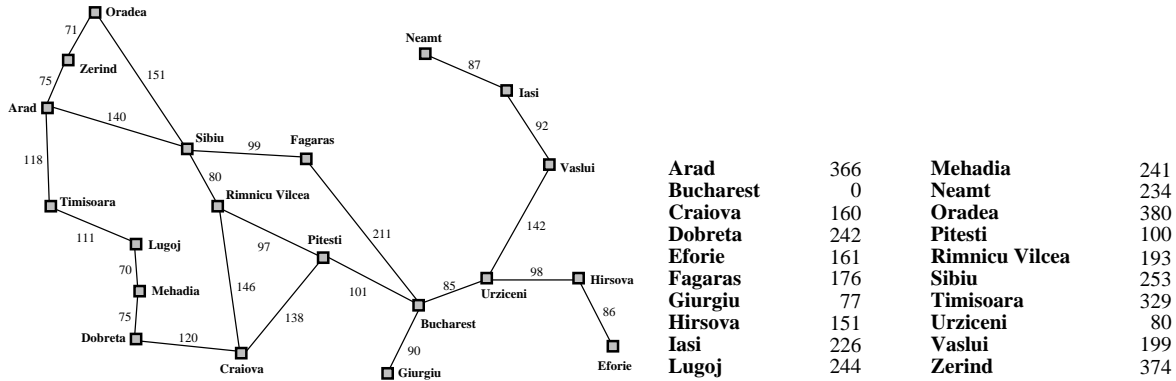 Oradea
71
Neamt
Zerind
87
151
75
Iasi
Arad
140
92
Sibiu
99
Fagaras
118
Vaslui
80
Rimnicu Vilcea
Timisoara
142
111
Lugoj
97
Pitesti
211
70
98
Hirsova
85
Mehadia
146
101
Urziceni
86
75
138
Bucharest
120
Dobreta
90
Craiova
Eforie
Giurgiu
Arad 366 Mehadia 241
Bucharest 0 Neamt 234
Craiova 160 Oradea 380
Dobreta 242 Pitesti 100
Eforie 161 Rimnicu Vilcea 193
Fagaras 176 Sibiu 253
Giurgiu 77 Timisoara 329
Hirsova 151 Urziceni 80
Iasi 226 Vaslui 199
Lugoj 244 Zerind 374